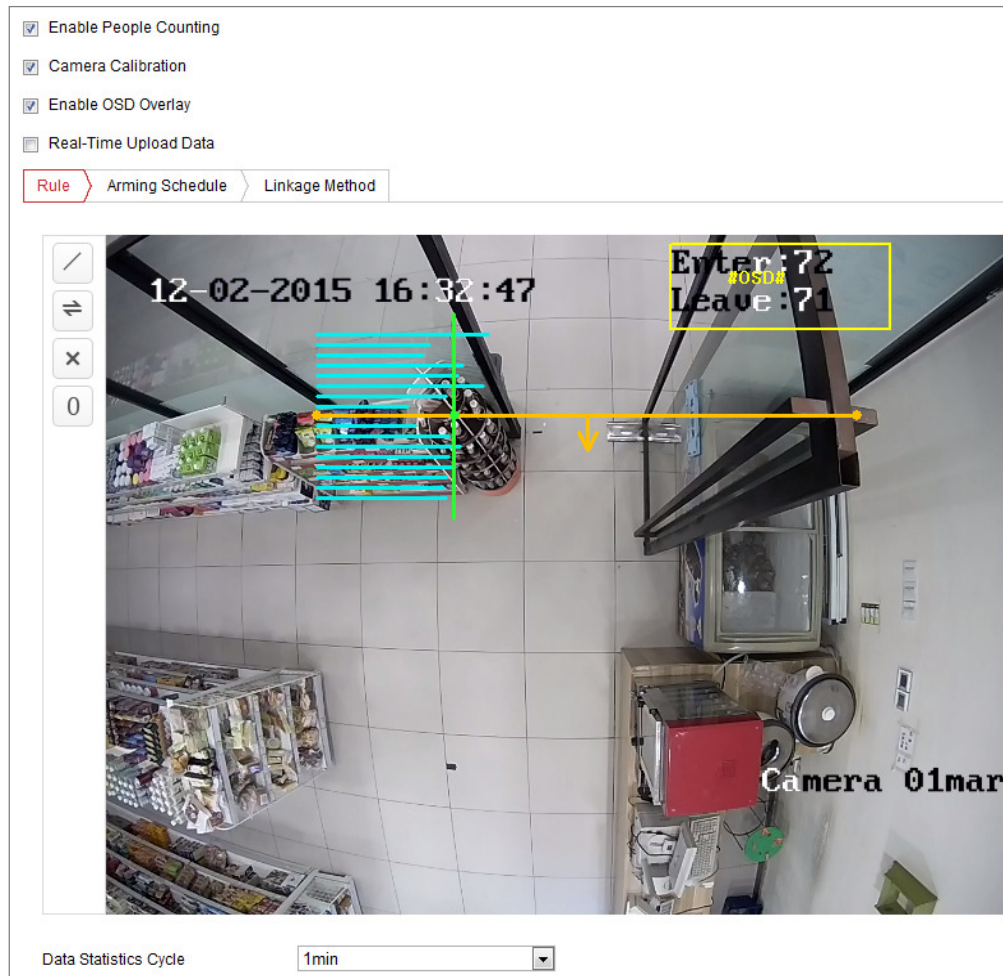 Enable People Counting
Camera Calibration
Enable OSD Overlay
Real-Time Upload Data
Rule Arming Schedule Linkage Method
Enter:72
#OSD#
12-02-2015 16:32:47
Leave:71
0
Camera 01mar
Data Statistics Cycle 1min